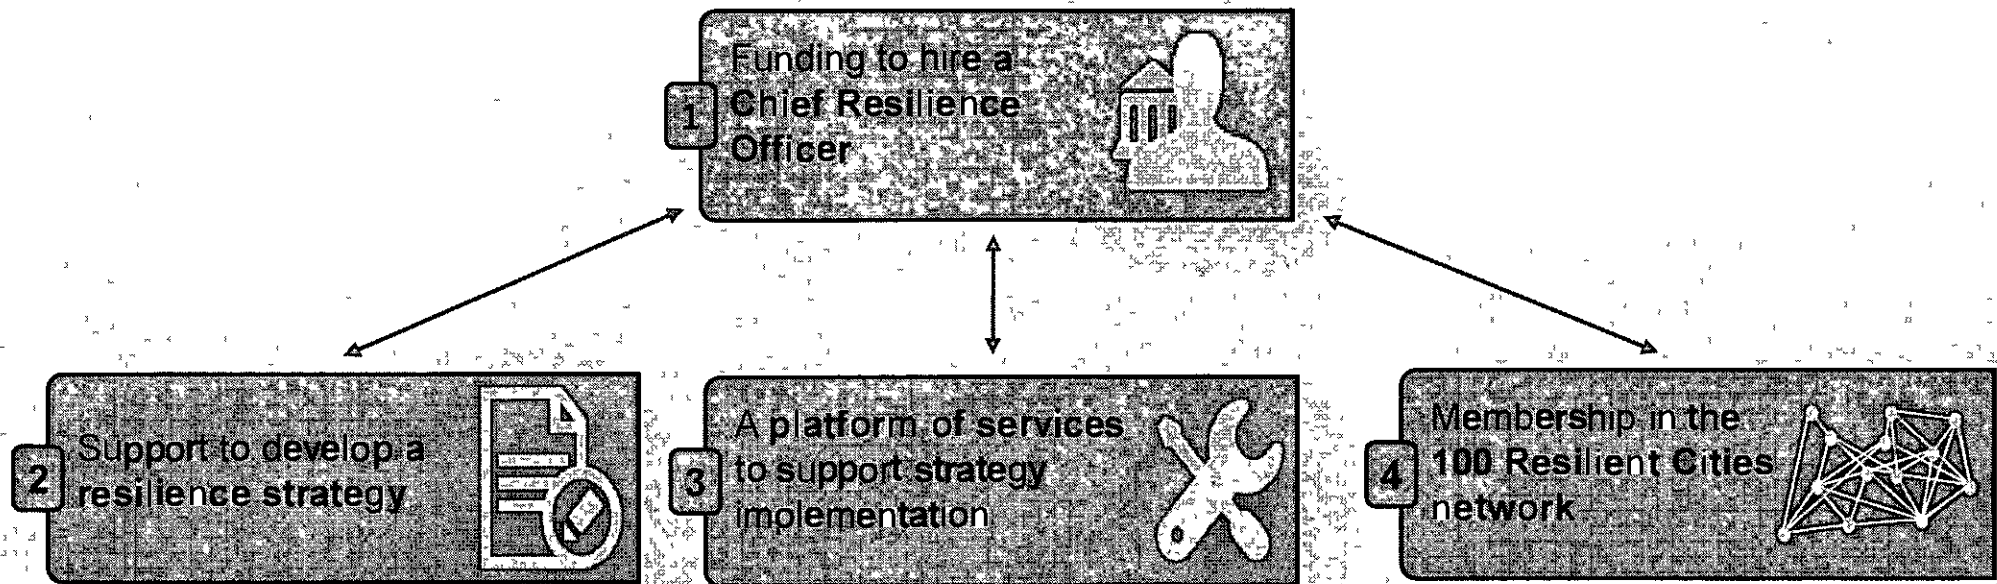 1
Funding to hire a
Chief Resilience
Officer
2
Support to develop a
resilience strategy
3
A platform of services
to support strategy
implementation
4
Membership in the
100 Resilient Cities
network